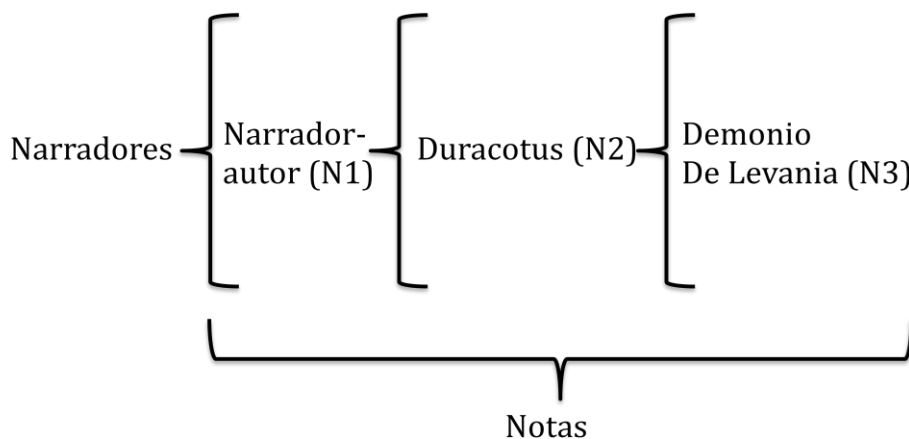 Narradores
Narrador-
autor (N1)
Duracotus (N2)
Demonio
De Levania (N3)
Notas